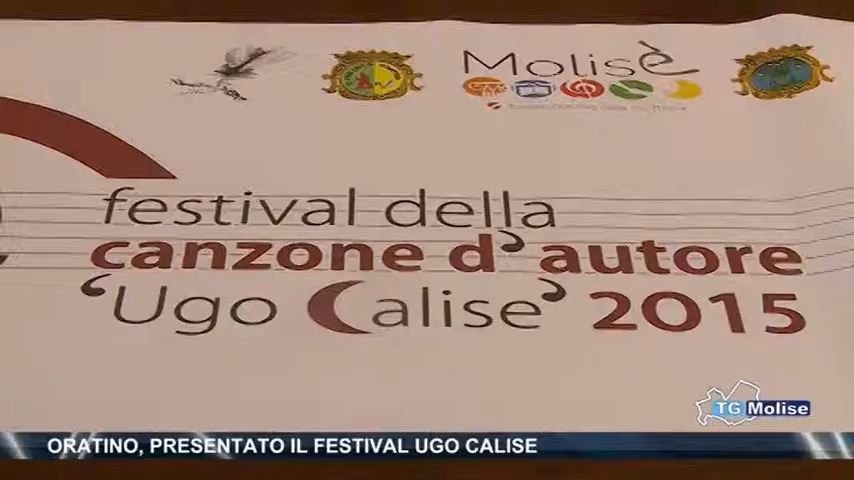 Molisè
festival della
canzone d'autore
'Ugo Calise' 2015
TG Molise
ORATINO, PRESENTATO IL FESTIVAL UGO CALISE